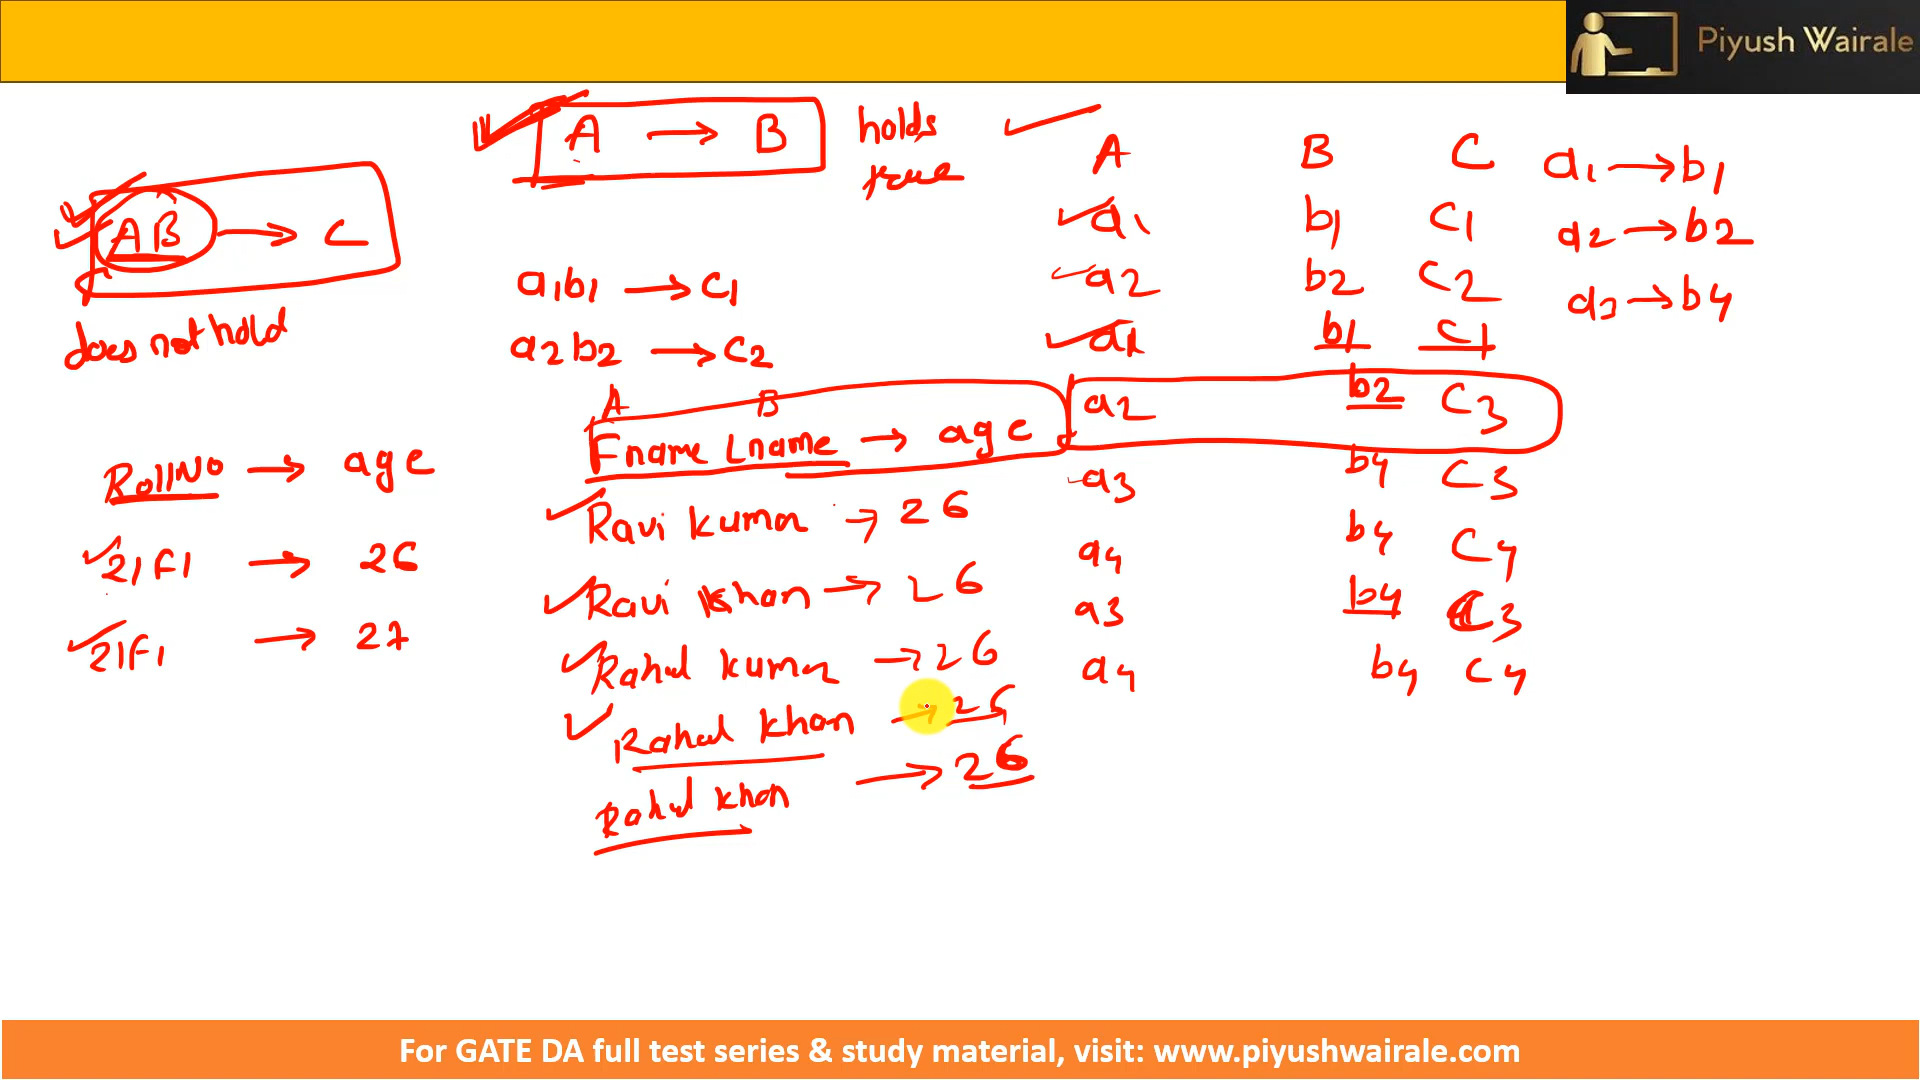 Piyush Wairale
A → B holds true
AB → C
does not hold
a1b1 → c1
a2b2 → c2
A B
Fname Lname → age
Ravi kumar → 26
Ravi Khan → 26
Rahul kumar → 26
Rahul khan → 26
Rahul khan → 26
RollNo → age
21F1 → 26
21F1 → 27
A B C
a1 b1 c1
a2 b2 c2
a1 b1 c1
a2 b2 c3
a3 b4 c3
a4 b4 c4
a3 b4 c3
a4 b4 c4
a1 → b1
a2 → b2
a3 → b4
For GATE DA full test series & study material, visit: www.piyushwairale.com